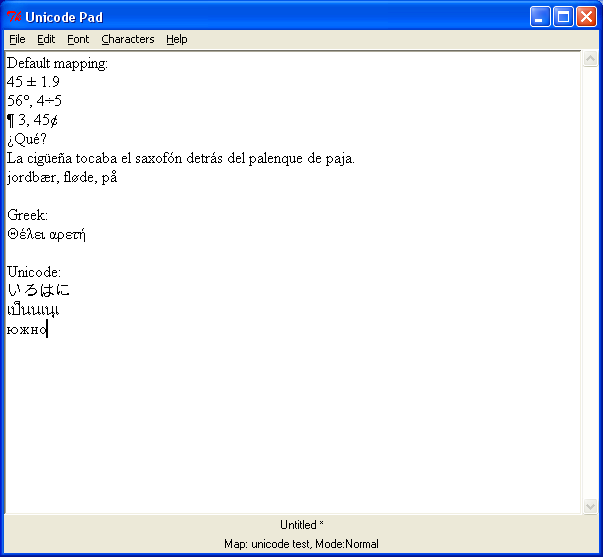 Unicode Pad
File Edit Font Characters Help
Default mapping:
45 ± 1.9
56°, 4÷5
¶ 3, 45¢
¿Qué?
La cigüeña tocaba el saxofón detrás del palenque de paja.
jordbær, fløde, på
Greek:
Θέλει αρετή
Unicode:
いろはに
южно
Untitled *
Map: unicode test, Mode:Normal